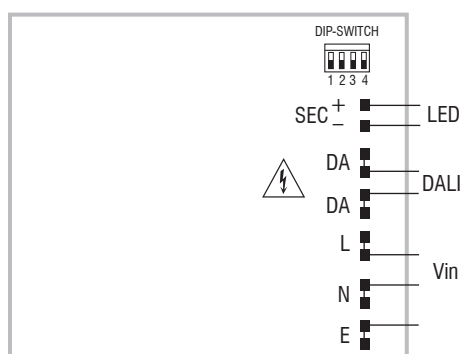 DIP-SWITCH
1 2 3 4
SEC + −
LED
DA
DALI
DA
L
Vin
N
E